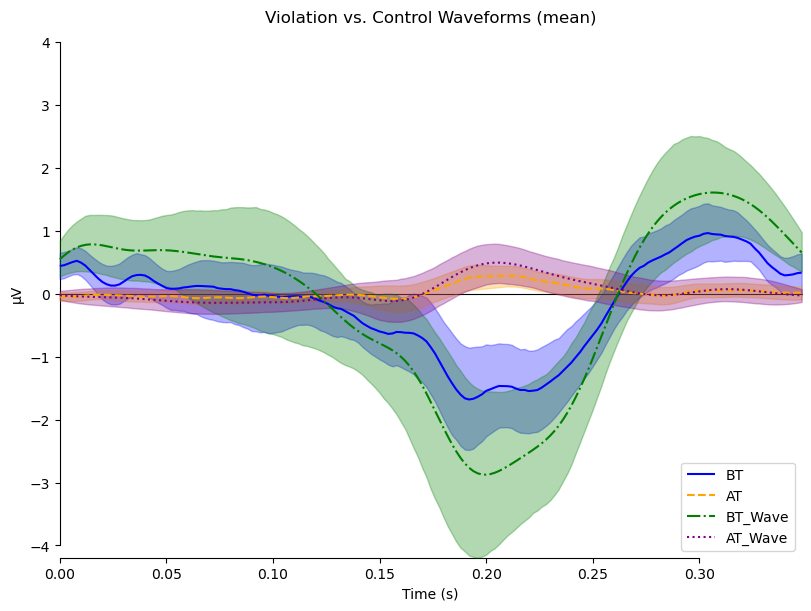 Violation vs. Control Waveforms (mean)
4
3
2
1
0
−1
−2
−3
−4
µV
0.00 0.05 0.10 0.15 0.20 0.25 0.30
Time (s)
BT
AT
BT_Wave
AT_Wave